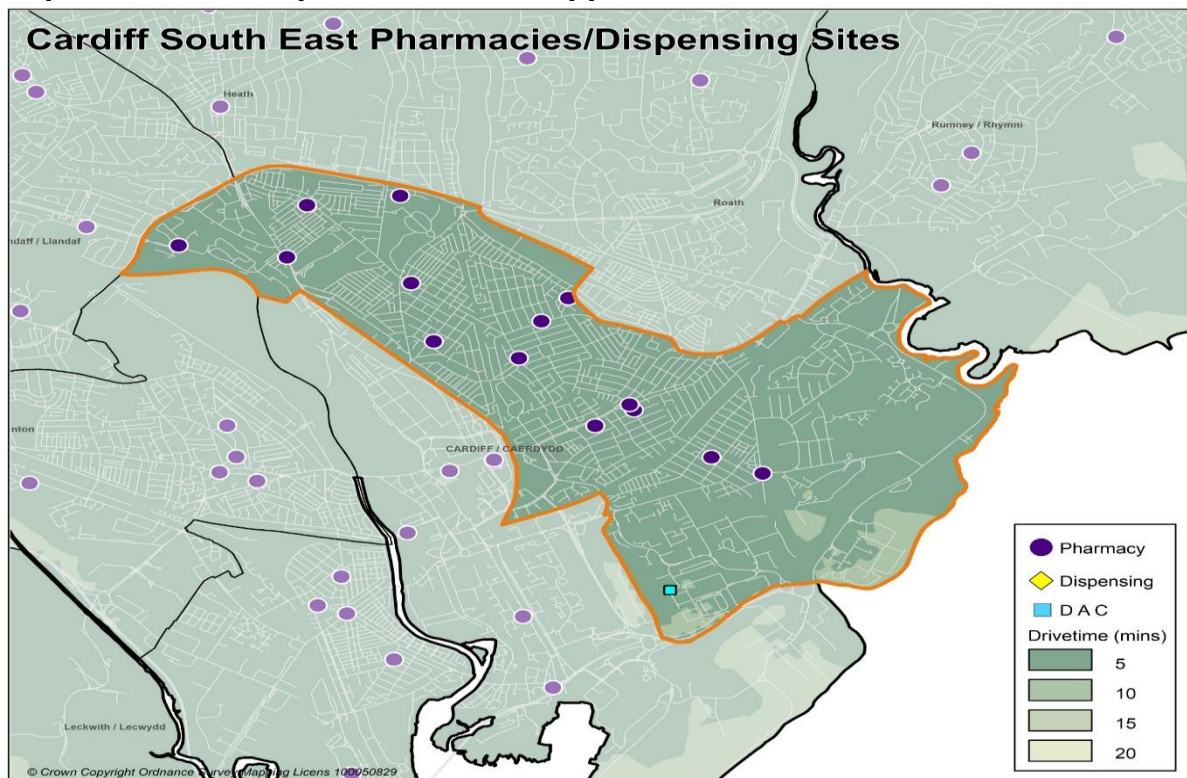 Cardiff South East Pharmacies/Dispensing Sites
Heath
Rumney / Rhymni
Roath
ndaff / Llandaf
CARDIFF / CAERDYDD
nton
Leckwith / Lecwydd
Pharmacy
Dispensing
D A C
Drivetime (mins)
5
10
15
20
© Crown Copyright Ordnance Survey Mapping Licens 100050829